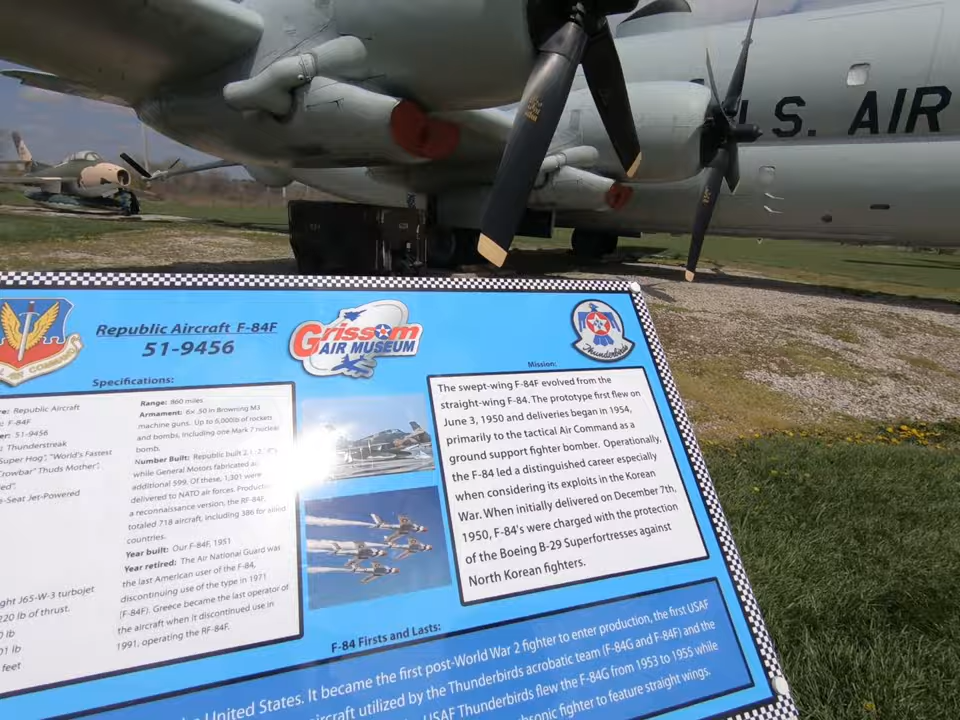 U.S. AIR
Republic Aircraft F-84F
51-9456
Grissom
AIR MUSEUM
Thunderbirds
Specifications:
Republic Aircraft
F-84F
51-9456
Thunderstreak
Super Hog", "World's Fastest
Crowbar" Thuds Mother",
-Seat Jet-Powered
J65-W-3 turbojet
220 lb of thrust.
lb
lb
feet
Range: 860 miles
Armament: 6× .50 in Browning M3
machine guns. Up to 6,000lb of rockets
and bombs, including one Mark 7 nuclear
bomb.
Number Built: Republic built
while General Motors fabricated an
additional 599. Of these, 1,301 were
delivered to NATO air forces. Production
a reconnaissance version, the RF-84F,
totaled 718 aircraft, including 386 for allied
countries.
Year built: Our F-84F, 1951
Year retired: The Air National Guard was
the last American user of the F-84,
discontinuing use of the type in 1971
(F-84F). Greece became the last operator of
the aircraft when it discontinued use in
1991, operating the RF-84F.
Mission:
The swept-wing F-84F evolved from the
straight-wing F-84. The prototype first flew on
June 3, 1950 and deliveries began in 1954,
primarily to the tactical Air Command as a
ground support fighter bomber. Operationally,
the F-84 led a distinguished career especially
when considering its exploits in the Korean
War. When initially delivered on December 7th,
1950, F-84's were charged with the protection
of the Boeing B-29 Superfortresses against
North Korean fighters.
F-84 Firsts and Lasts:
United States. It became the first post-World War 2 fighter to enter production, the first USAF
aircraft utilized by the Thunderbirds acrobatic team (F-84G and F-84F) and the
USAF Thunderbirds flew the F-84G from 1953 to 1955 while
fighter to feature straight wings.